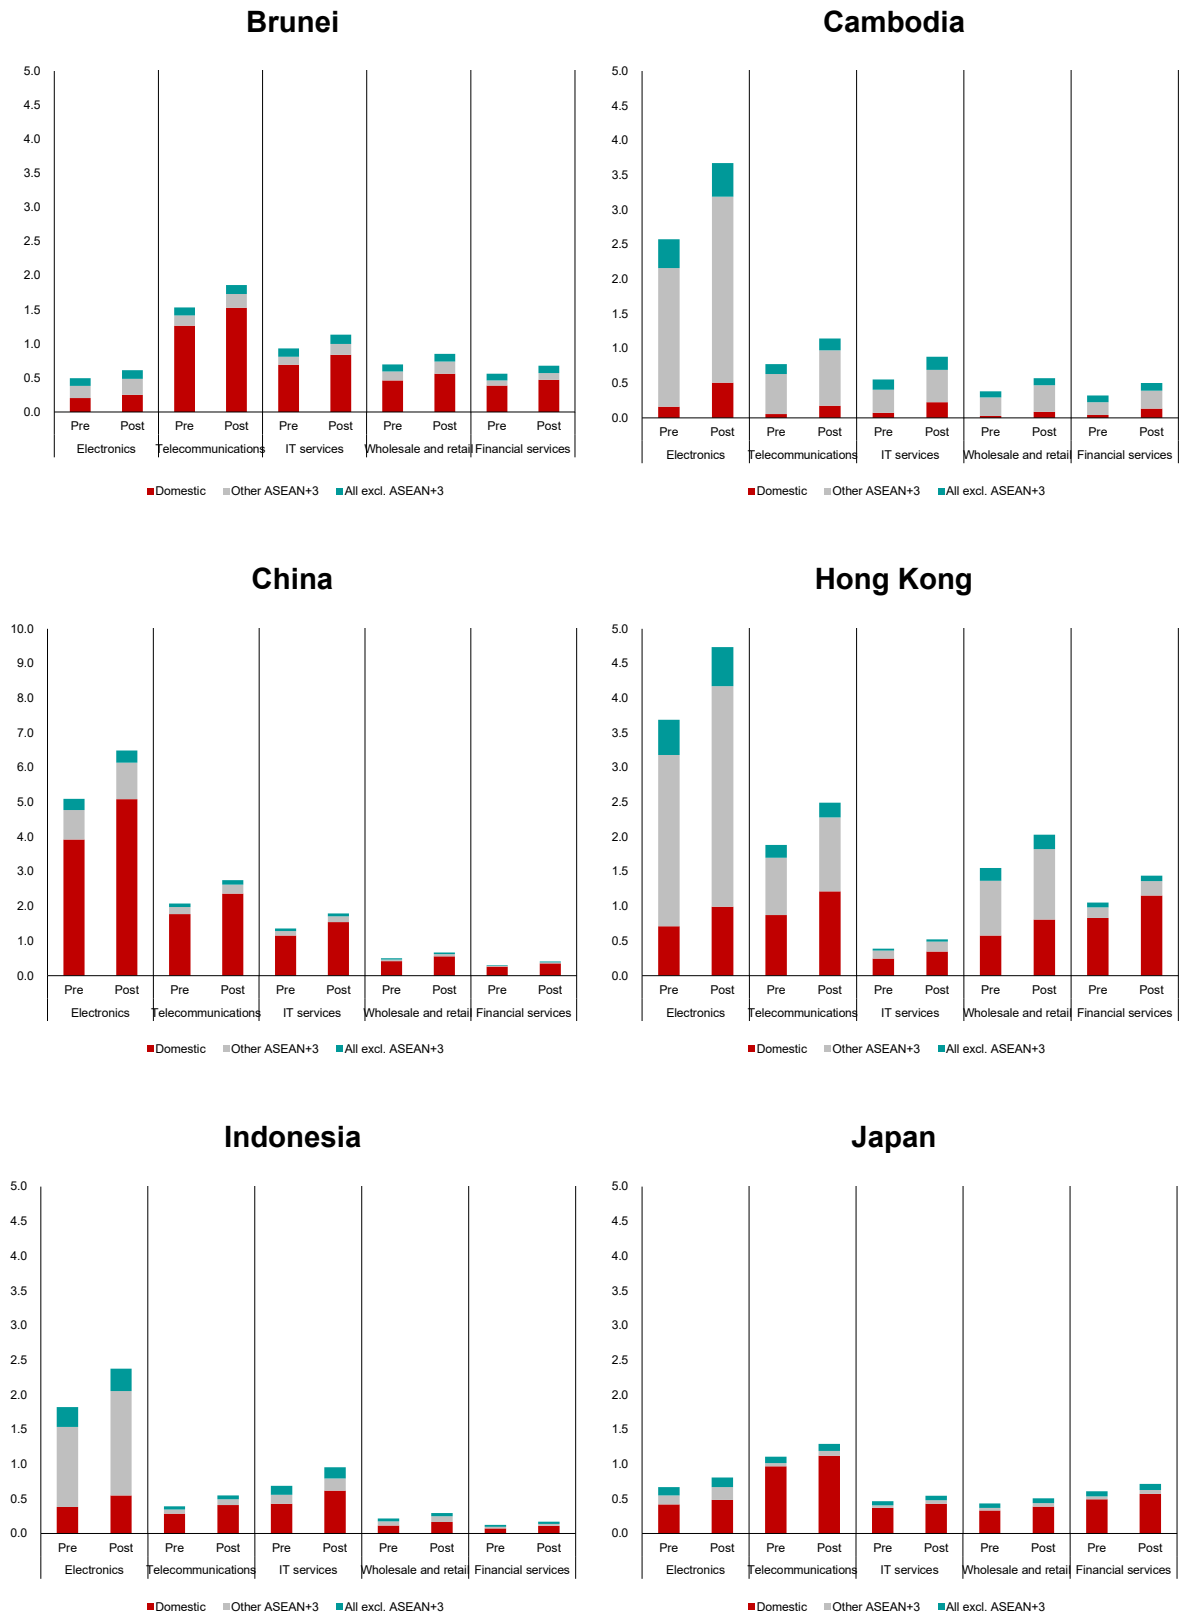 Brunei
5.0
4.5
4.0
3.5
3.0
2.5
2.0
1.5
1.0
0.5
0.0
Pre Post Pre Post Pre Post Pre Post Pre Post
Electronics Telecommunications IT services Wholesale and retail Financial services
Domestic Other ASEAN+3 All excl. ASEAN+3
Cambodia
5.0
4.5
4.0
3.5
3.0
2.5
2.0
1.5
1.0
0.5
0.0
Pre Post Pre Post Pre Post Pre Post Pre Post
Electronics Telecommunications IT services Wholesale and retail Financial services
Domestic Other ASEAN+3 All excl. ASEAN+3
China
10.0
9.0
8.0
7.0
6.0
5.0
4.0
3.0
2.0
1.0
0.0
Pre Post Pre Post Pre Post Pre Post Pre Post
Electronics Telecommunications IT services Wholesale and retail Financial services
Domestic Other ASEAN+3 All excl. ASEAN+3
Hong Kong
5.0
4.5
4.0
3.5
3.0
2.5
2.0
1.5
1.0
0.5
0.0
Pre Post Pre Post Pre Post Pre Post Pre Post
Electronics Telecommunications IT services Wholesale and retail Financial services
Domestic Other ASEAN+3 All excl. ASEAN+3
Indonesia
5.0
4.5
4.0
3.5
3.0
2.5
2.0
1.5
1.0
0.5
0.0
Pre Post Pre Post Pre Post Pre Post Pre Post
Electronics Telecommunications IT services Wholesale and retail Financial services
Domestic Other ASEAN+3 All excl. ASEAN+3
Japan
5.0
4.5
4.0
3.5
3.0
2.5
2.0
1.5
1.0
0.5
0.0
Pre Post Pre Post Pre Post Pre Post Pre Post
Electronics Telecommunications IT services Wholesale and retail Financial services
Domestic Other ASEAN+3 All excl. ASEAN+3